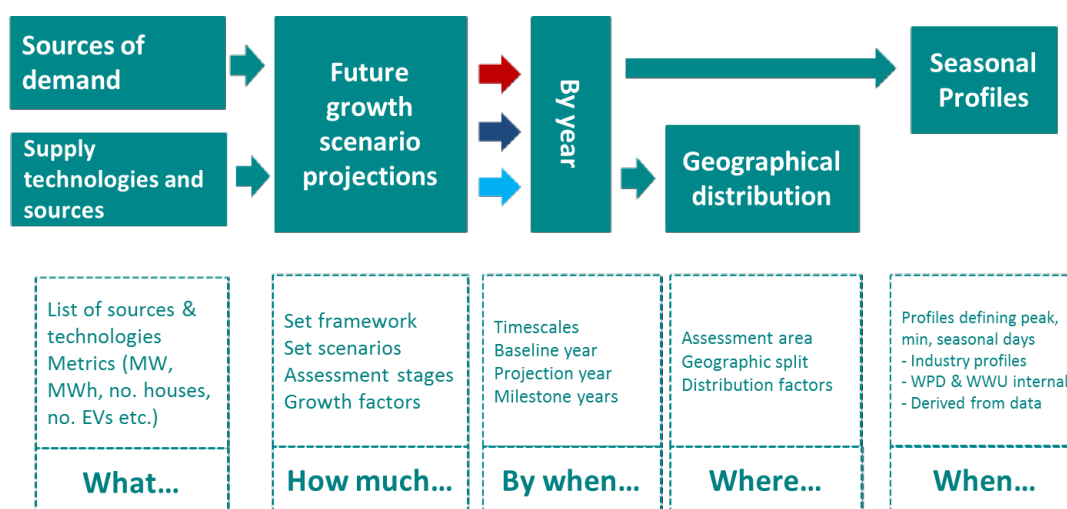 Sources of
demand
Supply
technologies and
sources
Future
growth
scenario
projections
By year
Geographical
distribution
Seasonal
Profiles
List of sources &
technologies
Metrics (MW,
MWh, no. houses,
no. EVs etc.)
What...
Set framework
Set scenarios
Assessment stages
Growth factors
How much...
Timescales
Baseline year
Projection year
Milestone years
By when...
Assessment area
Geographic split
Distribution factors
Where...
Profiles defining peak,
min, seasonal days
- Industry profiles
- WPD & WWU internal
- Derived from data
When...